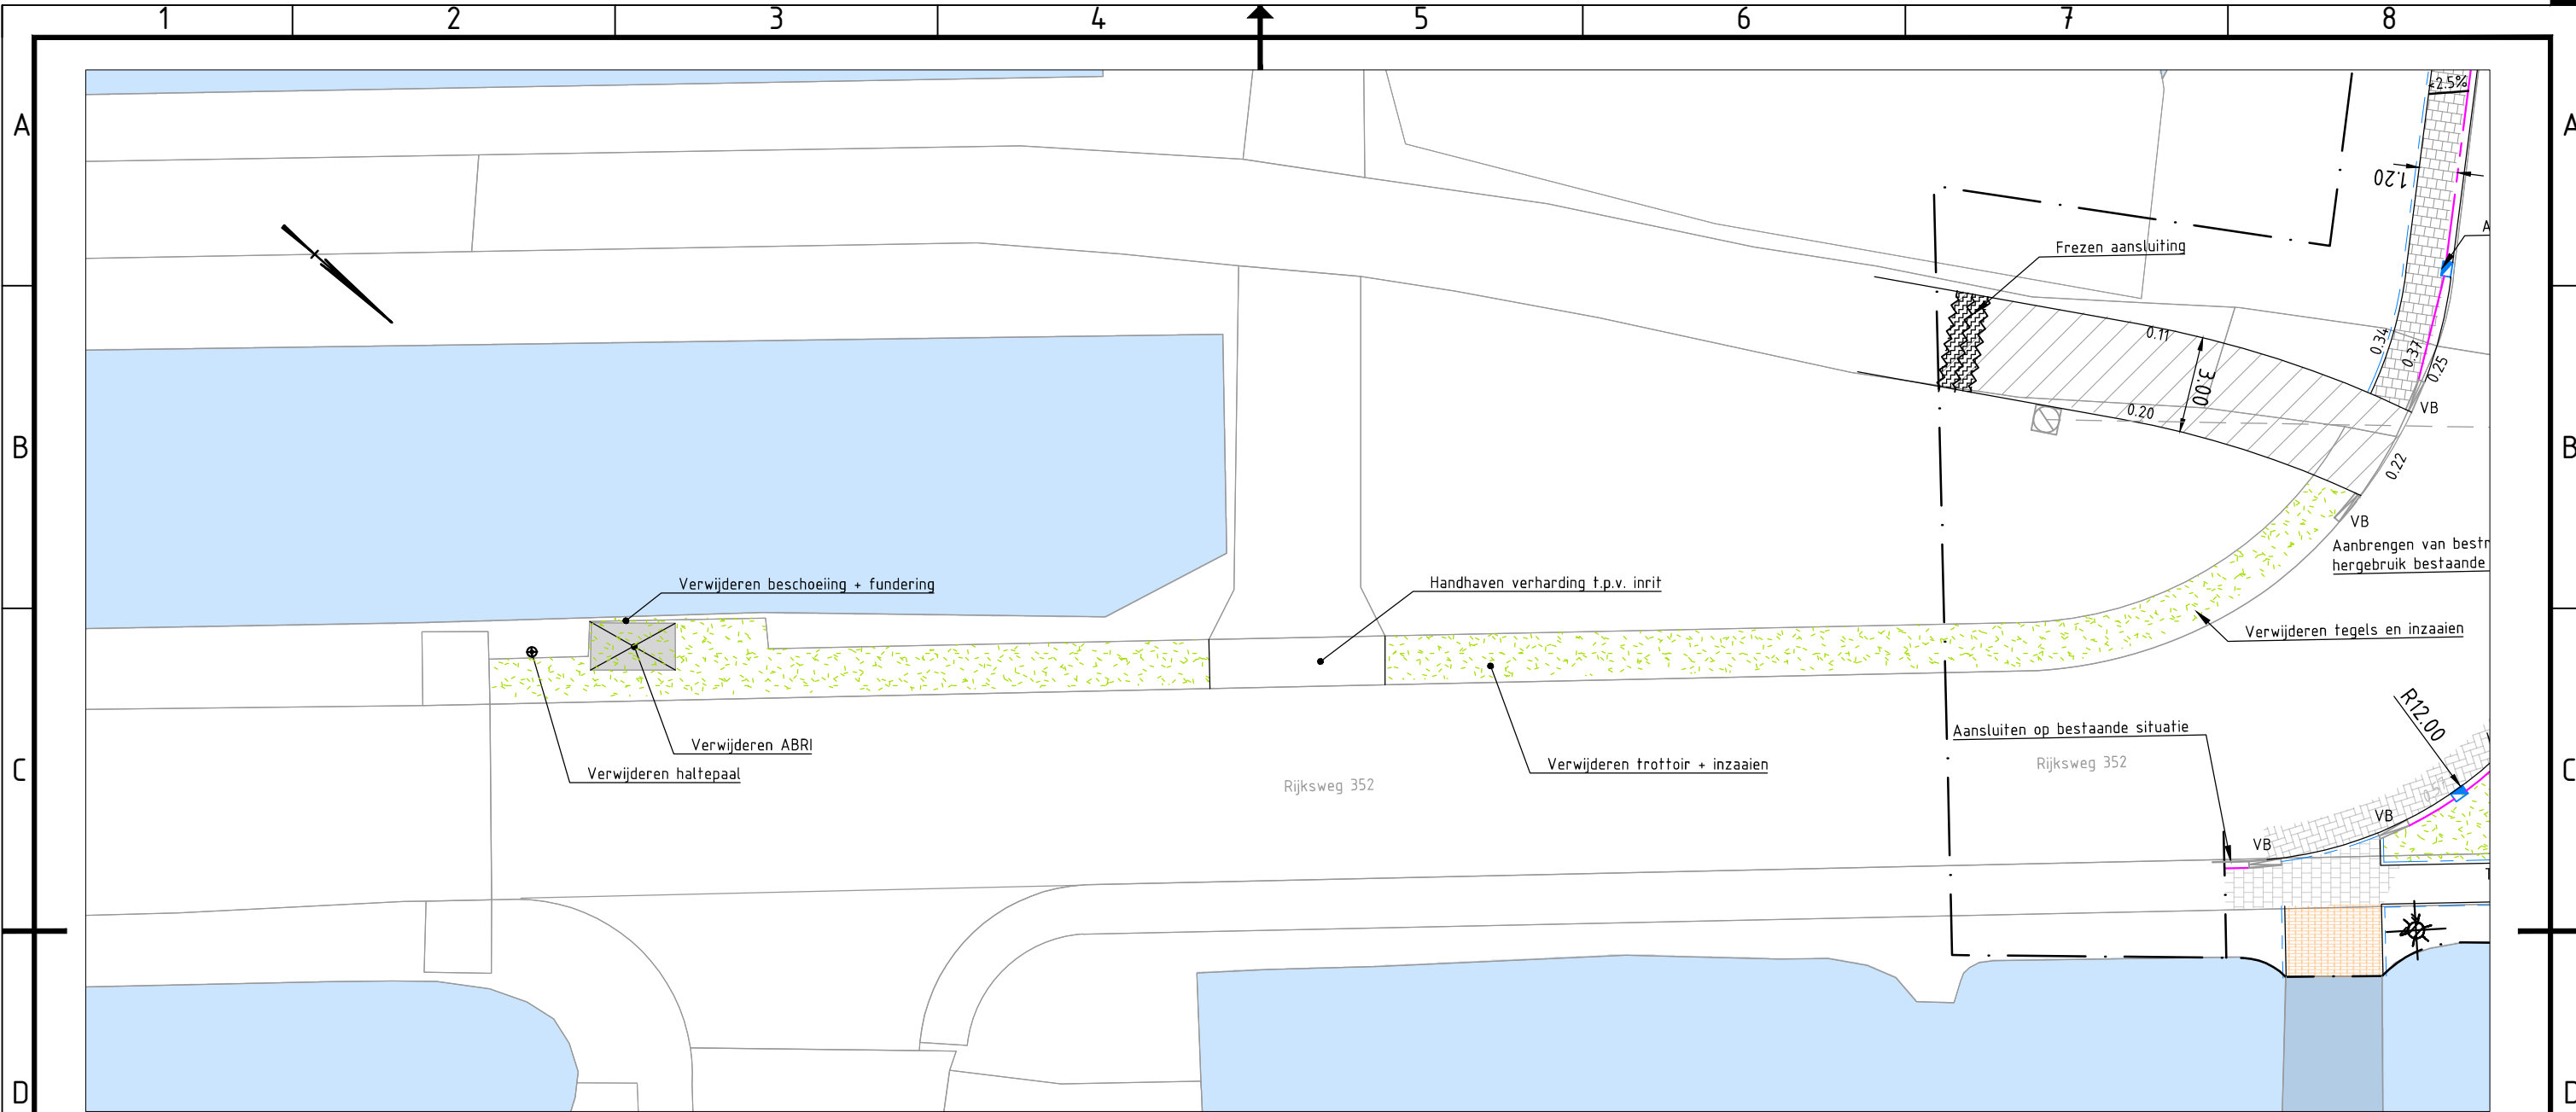 1 2 3 4 5 6 7 8
A
A
<2.5%
1.20
A
Frezen aansluiting
0.11
0.34
0.37
0.25
3.00
0.20
VB
B
B
0.22
VB
Aanbrengen van bestr
hergebruik bestaande
Verwijderen beschoeiing + fundering
Handhaven verharding t.p.v. inrit
Verwijderen tegels en inzaaien
R12.00
Aansluiten op bestaande situatie
Verwijderen ABRI
Verwijderen haltepaal
Verwijderen trottoir + inzaaien
Rijksweg 352
Rijksweg 352
C
C
VB
VB
T
D
D